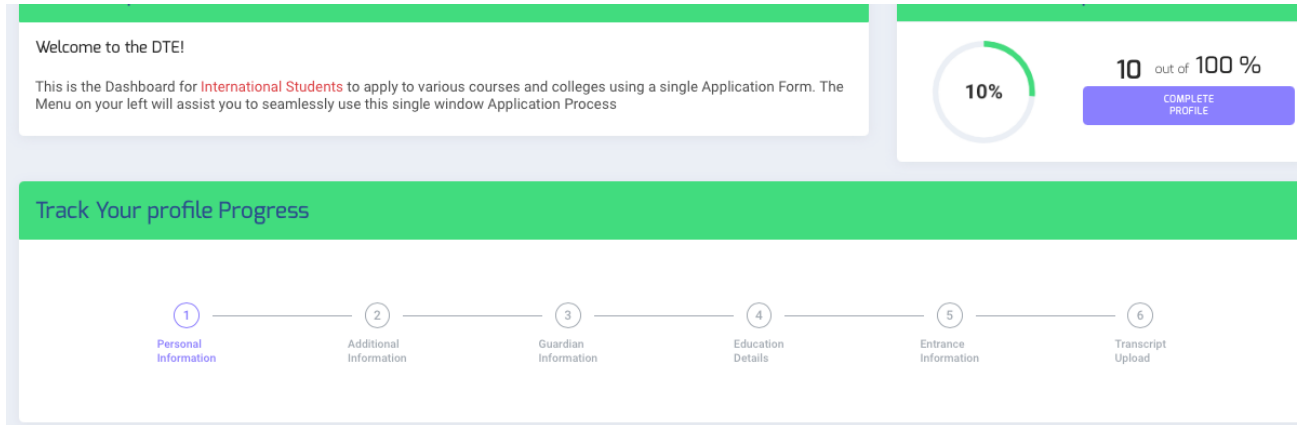 Welcome to the DTE!
This is the Dashboard for International Students to apply to various courses and colleges using a single Application Form. The
Menu on your left will assist you to seamlessly use this single window Application Process
10%
10 out of 100 %
COMPLETE
PROFILE
Track Your profile Progress
1
Personal
Information
2
Additional
Information
3
Guardian
Information
4
Education
Details
5
Entrance
Information
6
Transcript
Upload